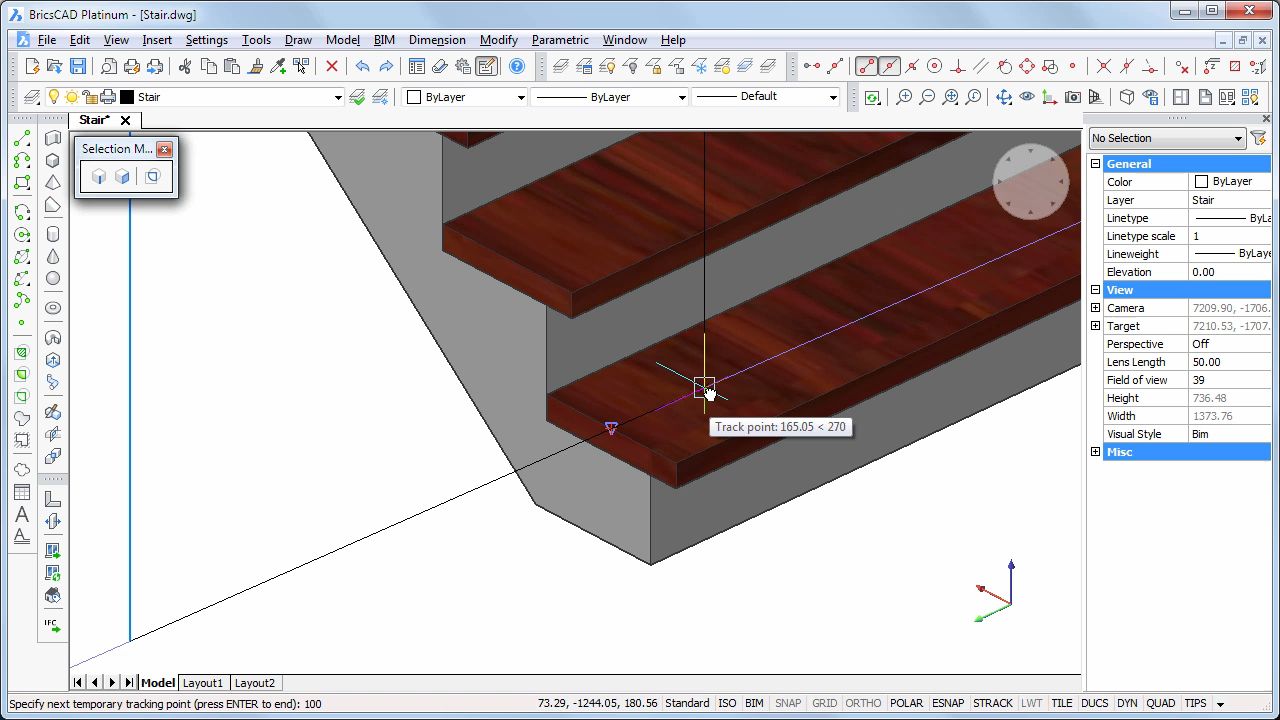 BricsCAD Platinum - [Stair.dwg]
File Edit View Insert Settings Tools Draw Model BIM Dimension Modify Parametric Window Help
Stair ByLayer ByLayer Default
Stair*
Selection M...
No Selection
General
Color ByLayer
Layer Stair
Linetype ByLa
Linetype scale 1
Lineweight ByLaye
Elevation 0.00
View
Camera 7209.90, -1706.
Target 7210.53, -1707.
Perspective Off
Lens Length 50.00
Field of view 39
Height 736.48
Width 1373.76
Visual Style Bim
Misc
Track point: 165.05 < 270
A
A
IFC
Model Layout1 Layout2
Specify next temporary tracking point (press ENTER to end): 100
73.29, -1244.05, 180.56 Standard ISO BIM SNAP GRID ORTHO POLAR ESNAP STRACK LWT TILE DUCS DYN QUAD TIPS